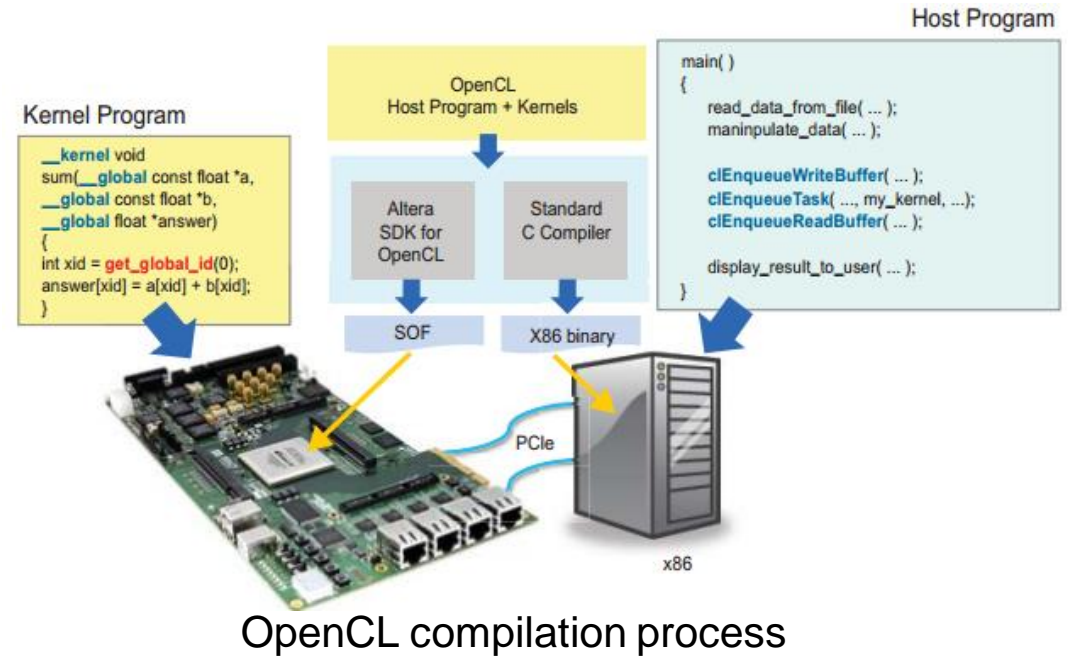 Host Program
Kernel Program
__kernel void
sum(__global const float *a,
__global const float *b,
__global float *answer)
{
int xid = get_global_id(0);
answer[xid] = a[xid] + b[xid];
}
OpenCL
Host Program + Kernels
Altera
SDK for
OpenCL
Standard
C Compiler
SOF
X86 binary
main( )
{
read_data_from_file( ... );
maninpulate_data( ... );
clEnqueueWriteBuffer( ... );
clEnqueueTask( ..., my_kernel, ...);
clEnqueueReadBuffer( ... );
display_result_to_user( ... );
}
PCIe
x86
OpenCL compilation process